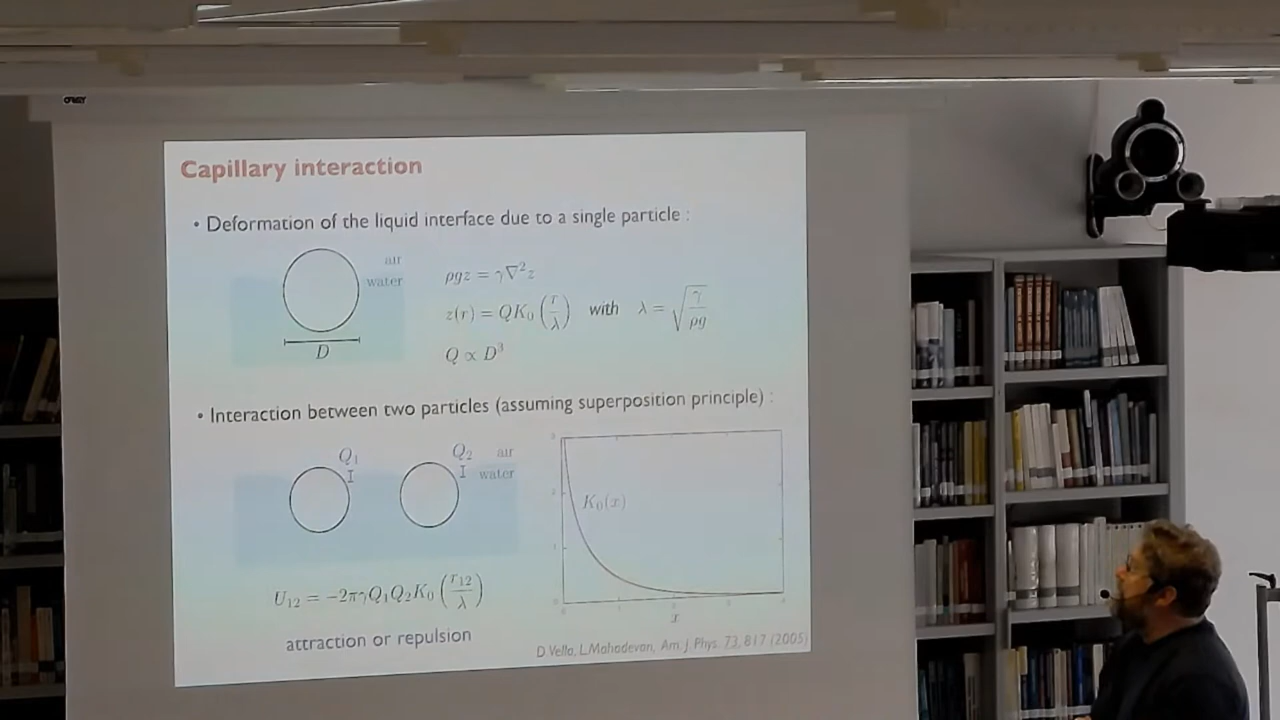 Capillary interaction
• Deformation of the liquid interface due to a single particle :
air
water
D
ρgz = γ∇²z
z(r) = QK₀(r/λ) with λ = √(γ/ρg)
Q ∝ D³
• Interaction between two particles (assuming superposition principle) :
Q₁
Q₂
air
water
K₀(x)
x
U₁₂ = −2πγQ₁Q₂K₀(r₁₂/λ)
attraction or repulsion
D. Vella, L. Mahadevan, Am. J. Phys. 73, 817 (2005)